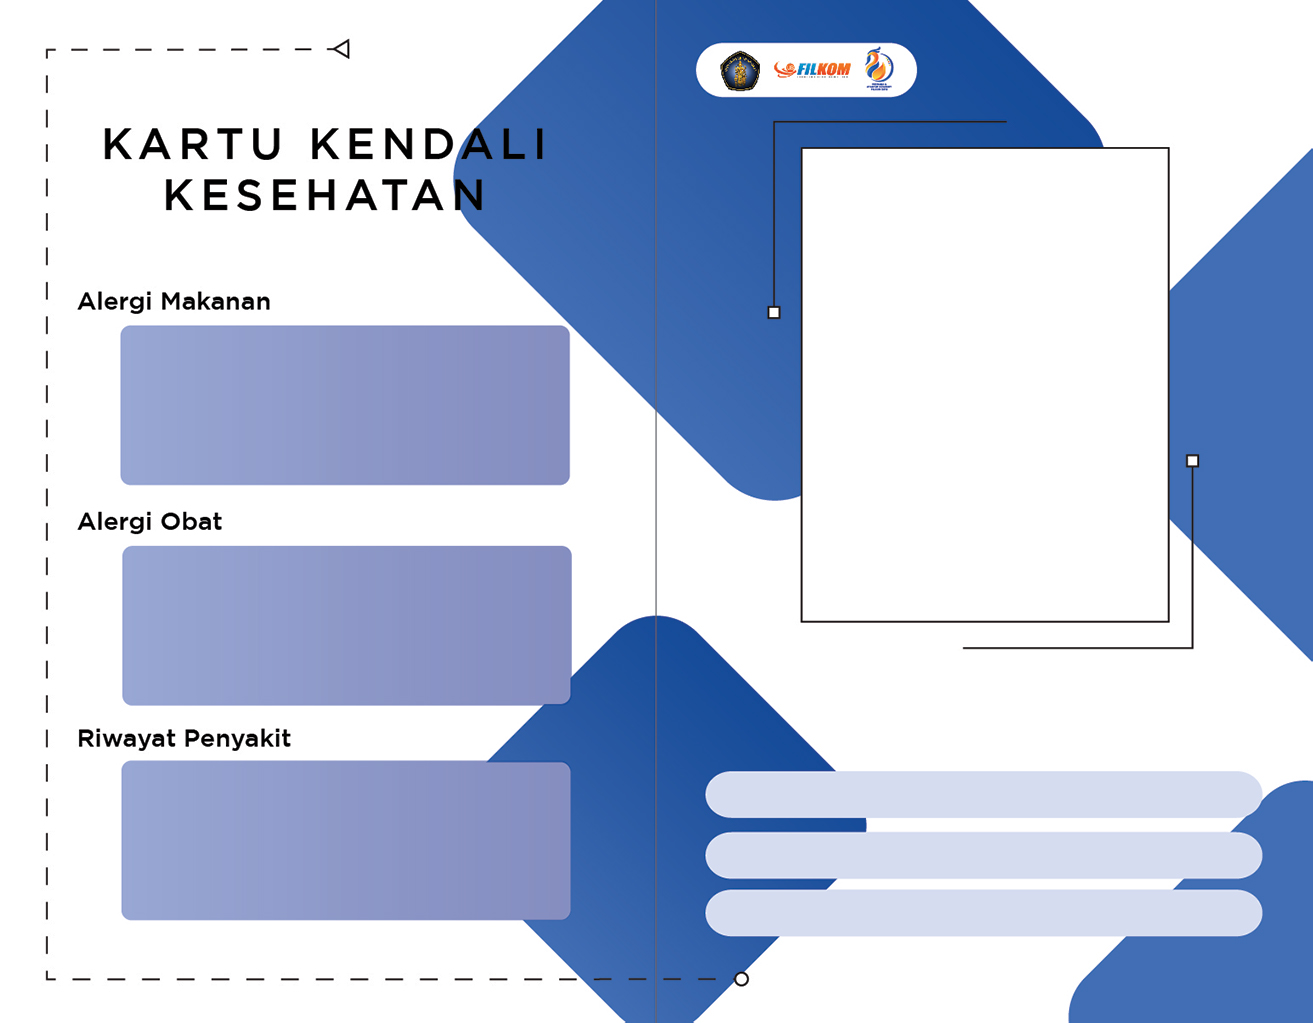 KARTU KENDALI
KESEHATAN
Alergi Makanan
Alergi Obat
Riwayat Penyakit
FILKOM